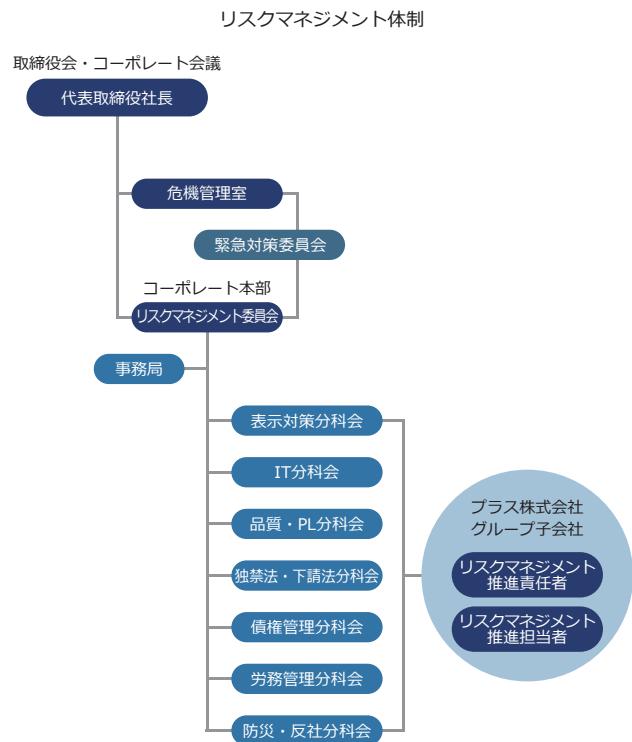 リスクマネジメント体制
取締役会・コーポレート会議
代表取締役社長
危機管理室
緊急対策委員会
コーポレート本部
リスクマネジメント委員会
事務局
表示対策分科会
IT分科会
品質・PL分科会
独禁法・下請法分科会
債権管理分科会
労務管理分科会
防災・反社分科会
プラス株式会社
グループ子会社
リスクマネジメント
推進責任者
リスクマネジメント
推進担当者